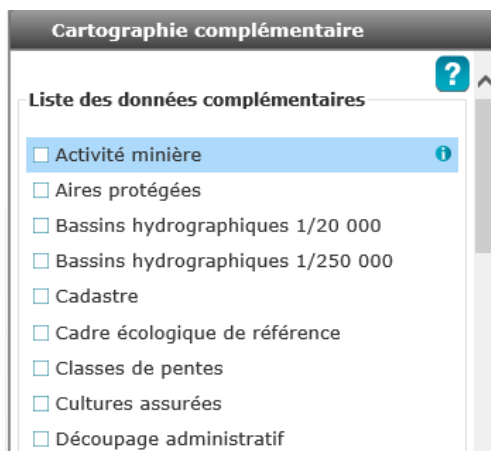 Cartographie complémentaire
?
Liste des données complémentaires
Activité minière
i
Aires protégées
Bassins hydrographiques 1/20 000
Bassins hydrographiques 1/250 000
Cadastre
Cadre écologique de référence
Classes de pentes
Cultures assurées
Découpage administratif